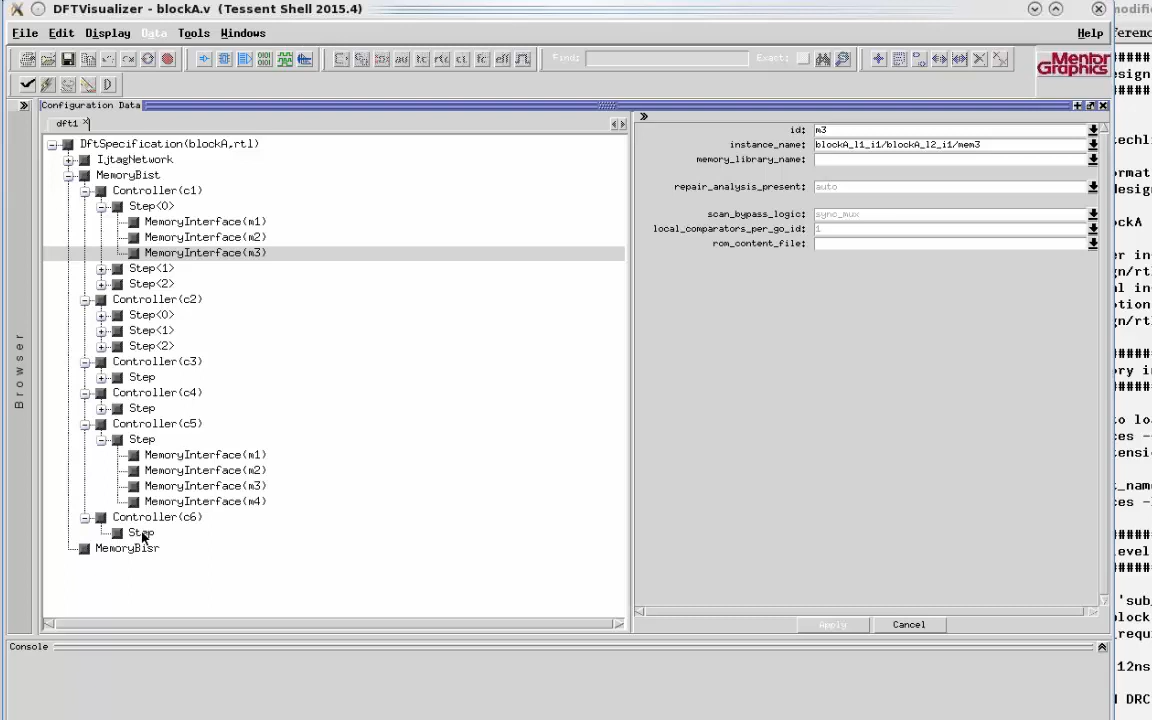 DFTVisualizer - blockA.v (Tessent Shell 2015.4)
File Edit Display Data Tools Windows Help
Find: Exact:
Mentor Graphics
Configuration Data
dft1
DftSpecification(blockA,rtl)
IjtagNetwork
MemoryBist
Controller(c1)
Step<0>
MemoryInterface(m1)
MemoryInterface(m2)
MemoryInterface(m3)
Step<1>
Step<2>
Controller(c2)
Step<0>
Step<1>
Step<2>
Controller(c3)
Step
Controller(c4)
Step
Controller(c5)
Step
MemoryInterface(m1)
MemoryInterface(m2)
MemoryInterface(m3)
MemoryInterface(m4)
Controller(c6)
Step
MemoryBisr
Browser
id: m3
instance_name: blockA_l1_i1/blockA_l2_i1/mem3
memory_library_name:
repair_analysis_present: auto
scan_bypass_logic: sync_mux
local_comparators_per_go_id: 1
rom_content_file:
Apply Cancel
Console